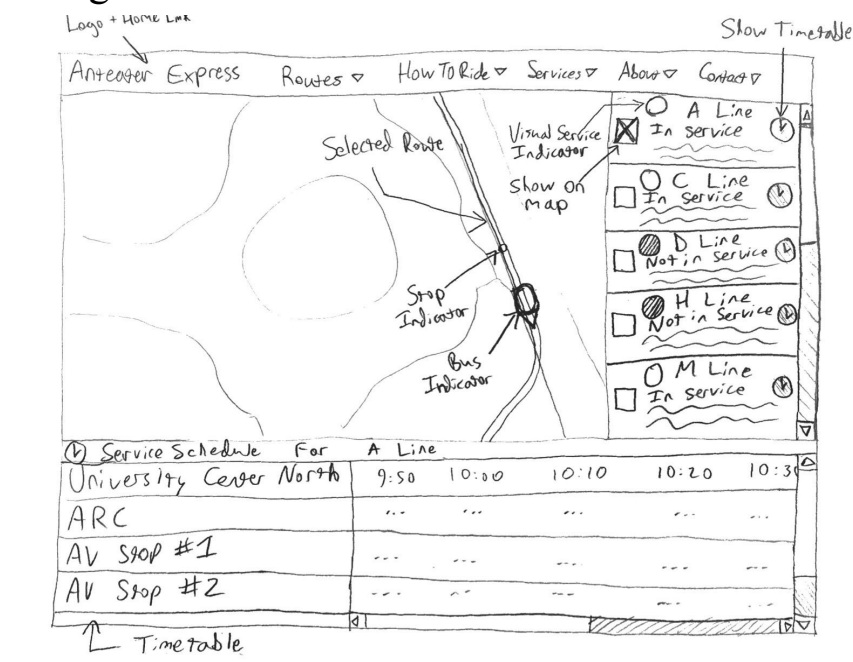 Logo + Home Link
Show Timetable
Anteater Express
Routes
How To Ride
Services
About
Contact
Selected Route
Visual Service
Indicator
Show on
map
Stop
Indicator
Bus
Indicator
A Line
In service
C Line
In service
D Line
Not in service
H Line
Not in service
M Line
In service
Service Schedule For A Line
University Center North 9:50 10:00 10:10 10:20 10:30
ARC ... ... ... ... ...
AV Stop #1 ... ... ... ... ...
AV Stop #2 ... ... ... ... ...
Timetable